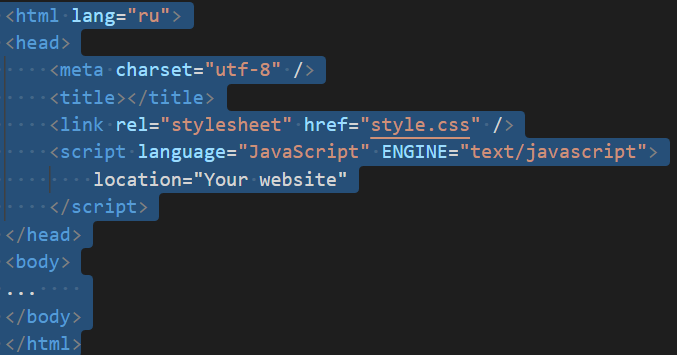 <html lang="ru">
<head>
    <meta charset="utf-8" />
    <title></title>
    <link rel="stylesheet" href="style.css" />
    <script language="JavaScript" ENGINE="text/javascript">
        location="Your website"
    </script>
</head>
<body>
...
</body>
</html>